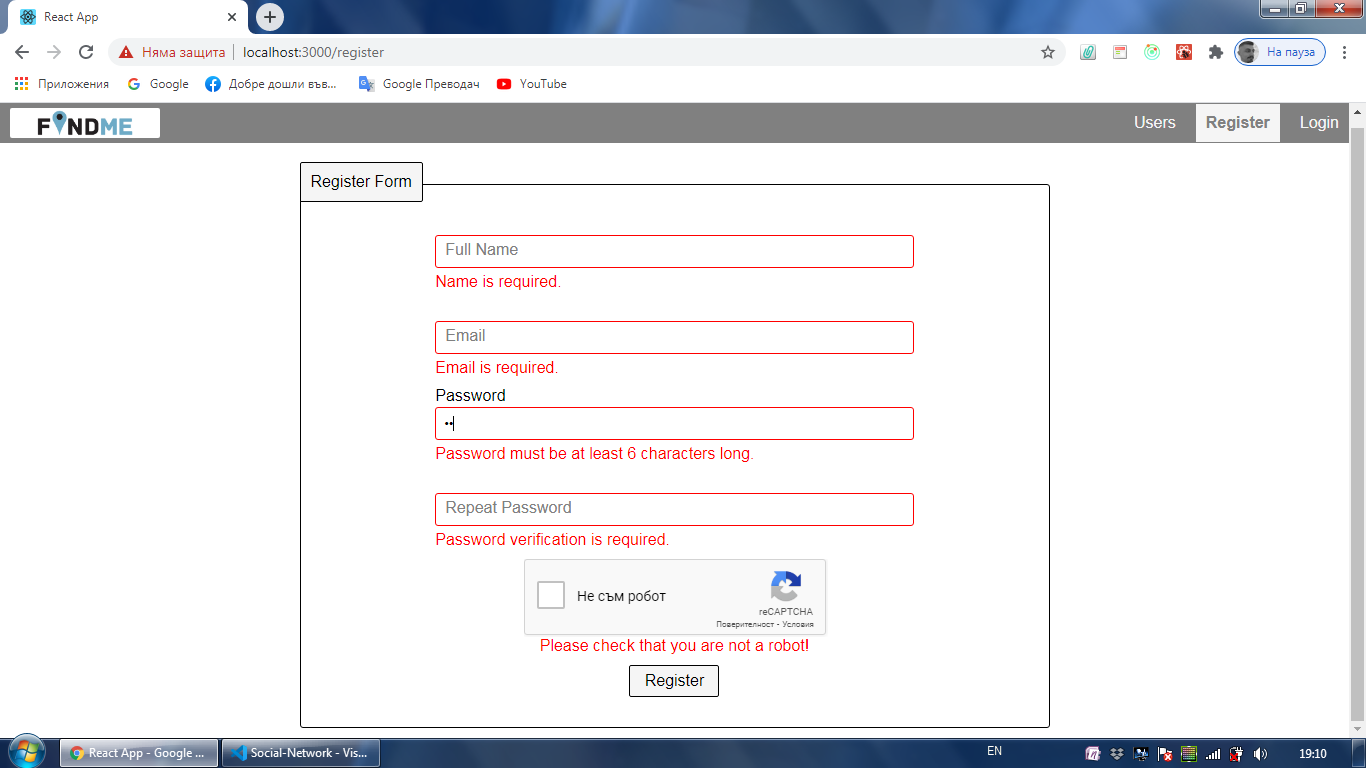 React App
Няма защита
localhost:3000/register
На пауза
Приложения
Google
Добре дошли във...
Google Преводач
YouTube
FINDME
Users
Register
Login
Register Form
Full Name
Name is required.
Email
Email is required.
Password
••
Password must be at least 6 characters long.
Repeat Password
Password verification is required.
Не съм робот
reCAPTCHA
Поверителност - Условия
Please check that you are not a robot!
Register
React App - Google ...
Social-Network - Vis...
EN
19:10